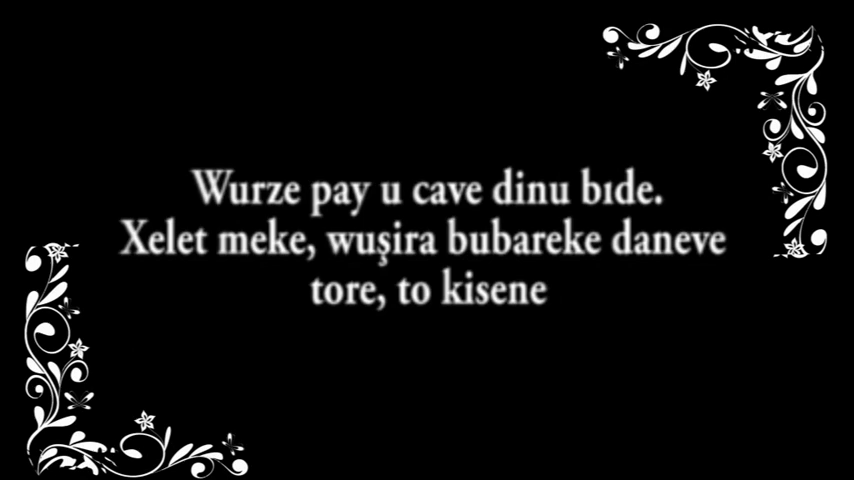 Wurze pay u cave dinu bıde.
Xelet meke, wuşira bubareke daneve
tore, to kisene